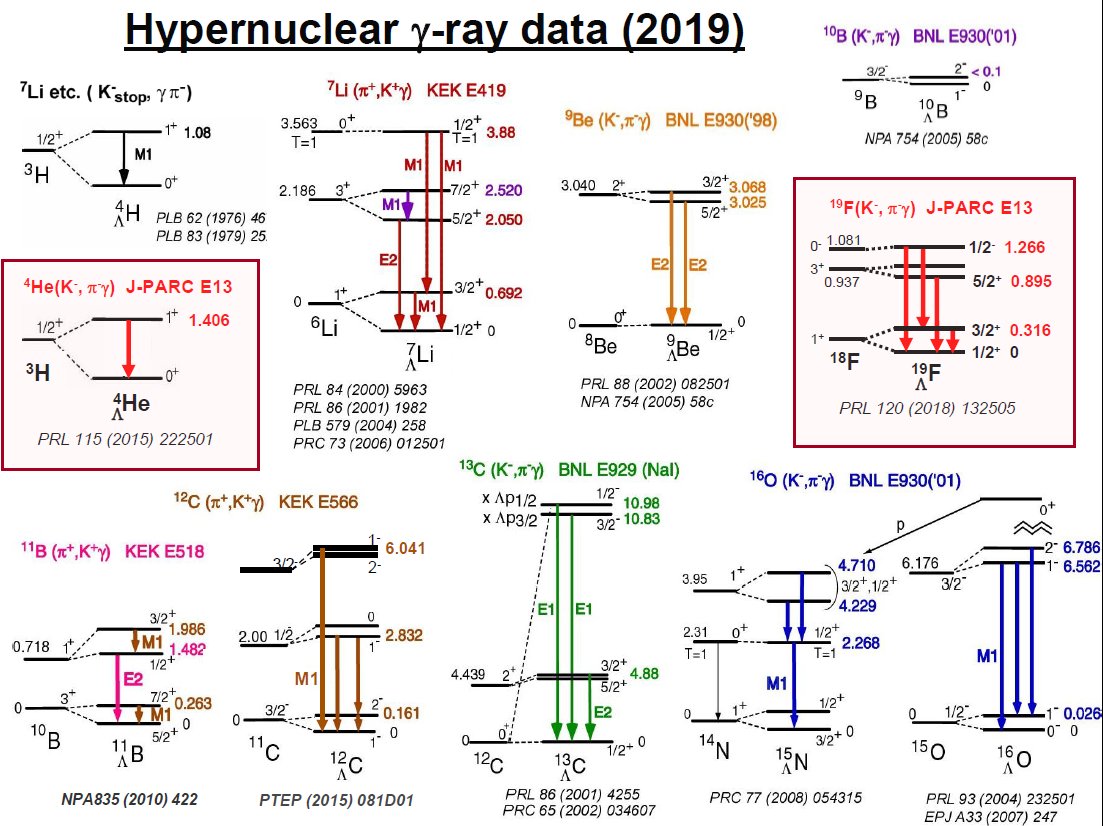 Hypernuclear γ-ray data (2019)
⁷Li etc. ( K⁻stop, γ π⁻)
1/2⁺
1⁺ 1.08
M1
0⁺
³H
⁴ΛH
PLB 62 (1976) 46
PLB 83 (1979) 25
⁴He(K⁻, π⁻γ) J-PARC E13
1/2⁺
1⁺ 1.406
0⁺
³H
⁴ΛHe
PRL 115 (2015) 222501
⁷Li (π⁺,K⁺γ) KEK E419
3.563 0⁺
T=1
1/2⁺ 3.88
T=1
M1 M1
2.186 3⁺
7/2⁺ 2.520
M1
5/2⁺ 2.050
E2
0 1⁺
3/2⁺ 0.692
M1
1/2⁺ 0
⁶Li
⁷ΛLi
PRL 84 (2000) 5963
PRL 86 (2001) 1982
PLB 579 (2004) 258
PRC 73 (2006) 012501
⁹Be (K⁻,π⁻γ) BNL E930('98)
3.040 2⁺
3/2⁺ 3.068
5/2⁺ 3.025
E2 E2
0 0⁺
1/2⁺ 0
⁸Be
⁹ΛBe
PRL 88 (2002) 082501
NPA 754 (2005) 58c
¹⁰B (K⁻,π⁻γ) BNL E930('01)
3/2⁻
2⁻ < 0.1
1⁻ 0
⁹B
¹⁰ΛB
NPA 754 (2005) 58c
¹⁹F(K⁻, π⁻γ) J-PARC E13
0⁻ 1.081
1/2⁻ 1.266
3⁺
0.937
5/2⁺ 0.895
1⁺
3/2⁺ 0.316
1/2⁺ 0
¹⁸F
¹⁹ΛF
PRL 120 (2018) 132505
¹¹B (π⁺,K⁺γ) KEK E518
0.718 1⁺
3/2⁺ 1.986
M1
1.482
1/2⁺
E2
0 3⁺
7/2⁺ 0.263
M1
5/2⁺ 0
¹⁰B
¹¹ΛB
NPA835 (2010) 422
¹²C (π⁺,K⁺γ) KEK E566
3/2⁻
1⁻ 6.041
2⁻
2.00 1/2⁻
0
2.832
1⁻
M1
0 3/2⁻
2⁻ 0.161
1⁻ 0
¹¹C
¹²ΛC
PTEP (2015) 081D01
¹³C (K⁻,π⁻γ) BNL E929 (NaI)
x Λp1/2
1/2⁻ 10.98
x Λp3/2
3/2⁻ 10.83
E1 E1
4.439 2⁺
3/2⁺ 4.88
5/2⁺
E2
0 0⁺
1/2⁺ 0
¹²C
¹³ΛC
PRL 86 (2001) 4255
PRC 65 (2002) 034607
¹⁶O (K⁻,π⁻γ) BNL E930('01)
p
0⁺
3.95 1⁺
4.710
3/2⁺,1/2⁺
4.229
2.31 0⁺
T=1
1/2⁺ 2.268
T=1
M1
0 1⁺
1/2⁺
3/2⁺ 0
¹⁴N
¹⁵ΛN
PRC 77 (2008) 054315
6.176
3/2⁻
2⁻ 6.786
1⁻ 6.562
M1
0 1/2⁻
1⁻ 0.026
0⁻ 0
¹⁵O
¹⁶ΛO
PRL 93 (2004) 232501
EPJ A33 (2007) 247